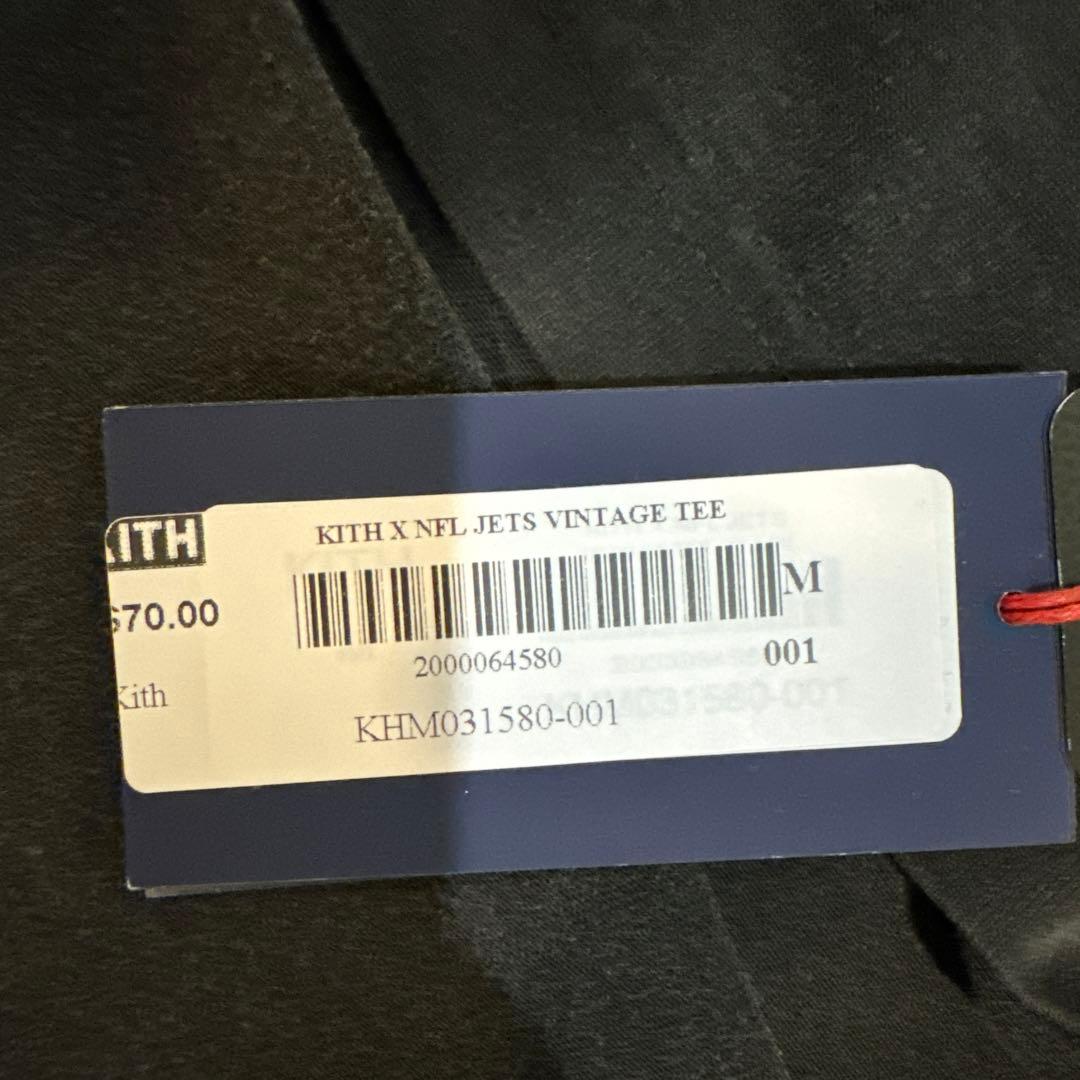 KITH X NFL JETS VINTAGE TEE
KITH
$70.00
M
2000064580
001
Kith
KHM031580-001